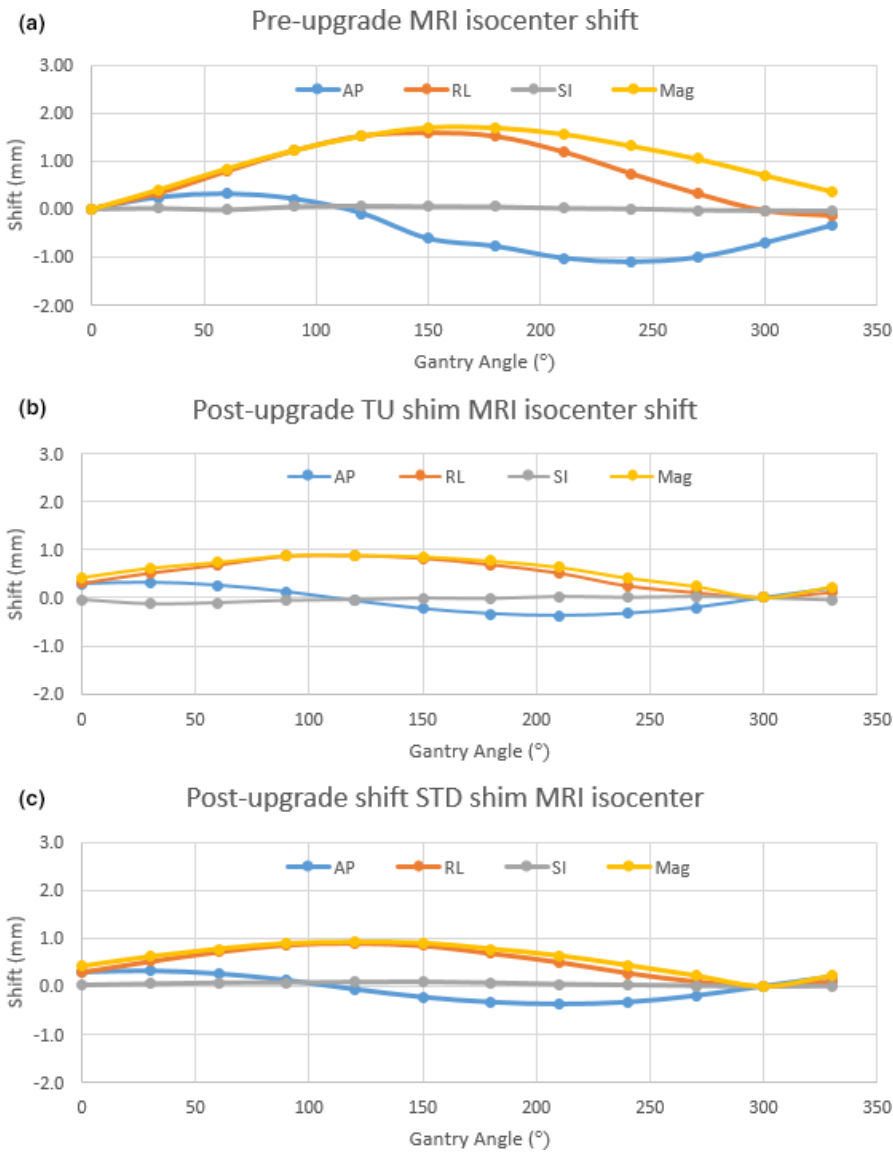 (a) Pre-upgrade MRI isocenter shift
3.00
AP RL SI Mag
2.00
1.00
0.00
-1.00
-2.00
Shift (mm)
0 50 100 150 200 250 300 350
Gantry Angle (°)
(b) Post-upgrade TU shim MRI isocenter shift
3.0
AP RL SI Mag
2.0
1.0
0.0
-1.0
-2.0
Shift (mm)
0 50 100 150 200 250 300 350
Gantry Angle (°)
(c) Post-upgrade shift STD shim MRI isocenter
3.0
AP RL SI Mag
2.0
1.0
0.0
-1.0
-2.0
Shift (mm)
0 50 100 150 200 250 300 350
Gantry Angle (°)